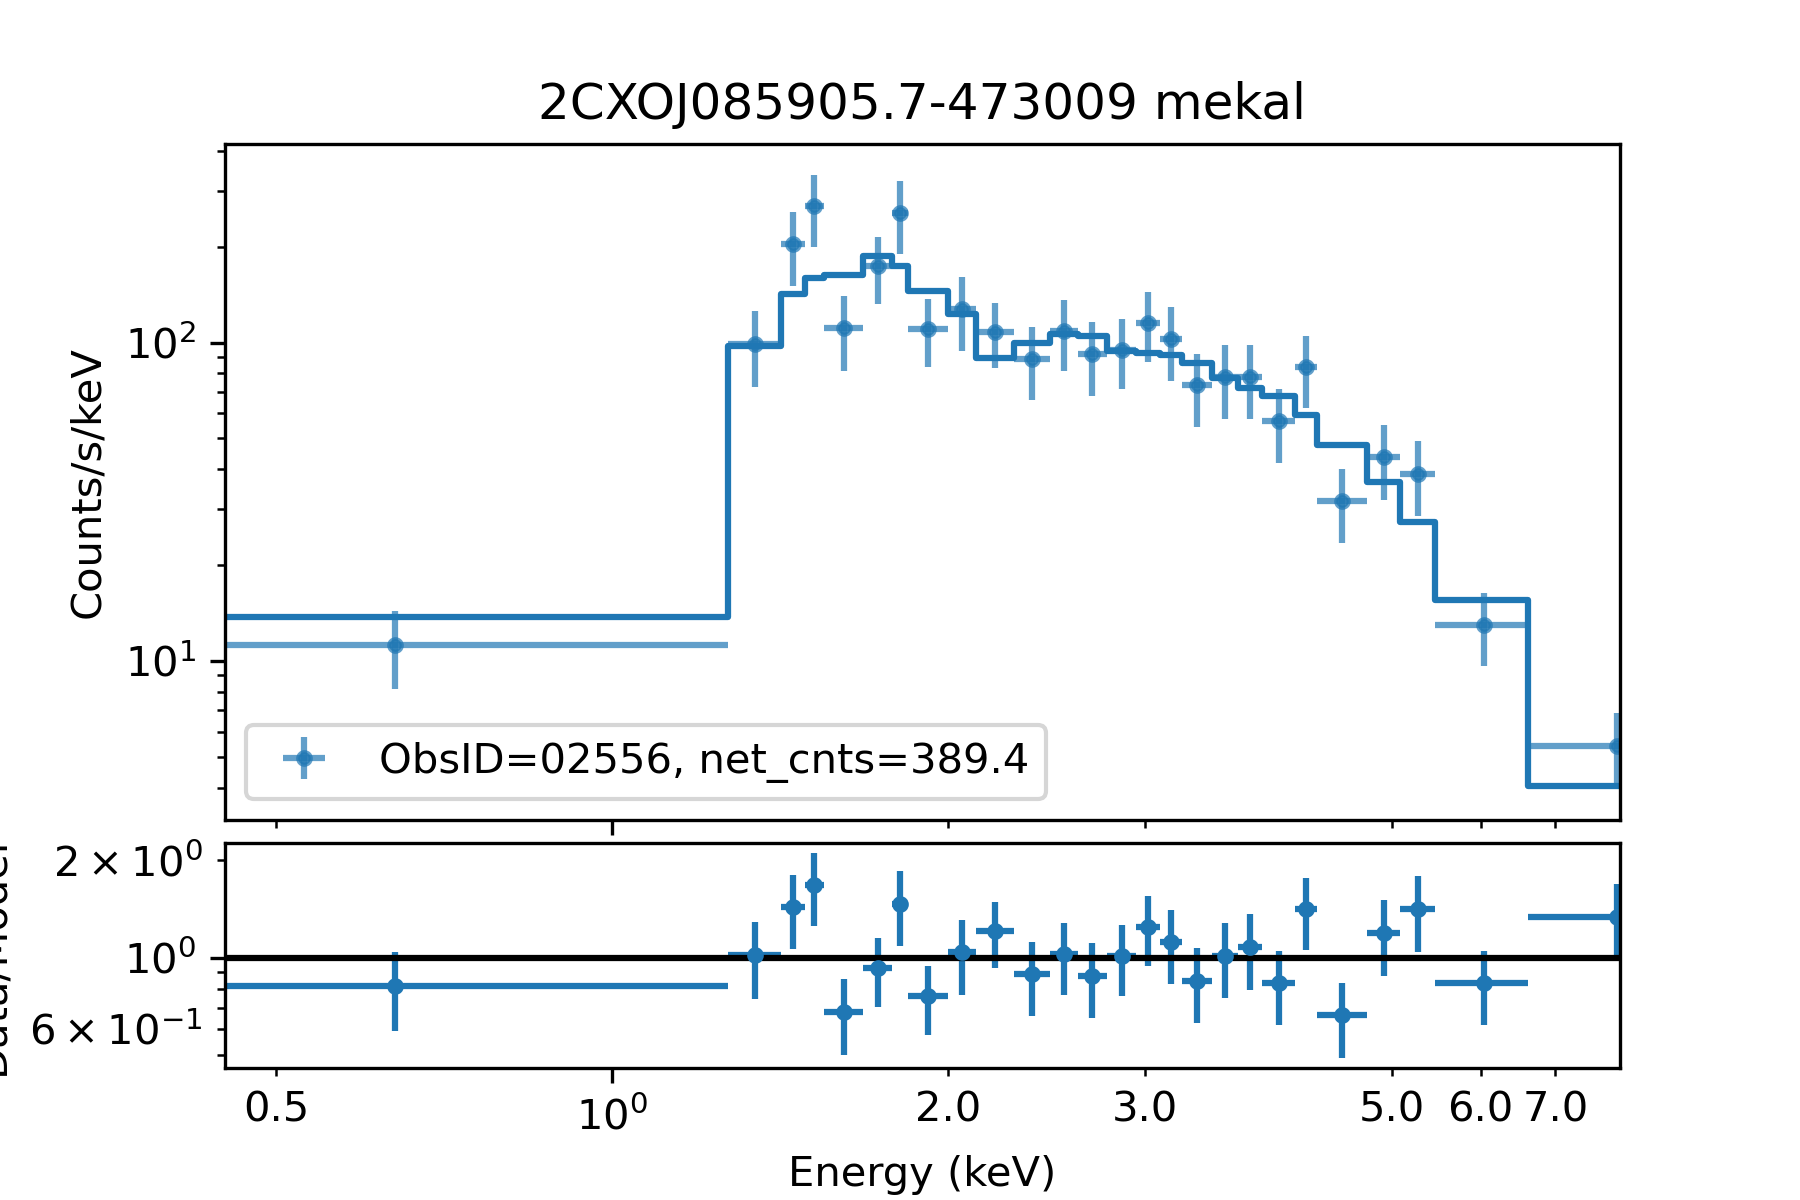 2CXOJ085905.7-473009 mekal
Counts/s/keV
10²
10¹
ObsID=02556, net_cnts=389.4
2 × 10⁰
10⁰
6 × 10⁻¹
0.5 10⁰ 2.0 3.0 5.0 6.0 7.0
Energy (keV)